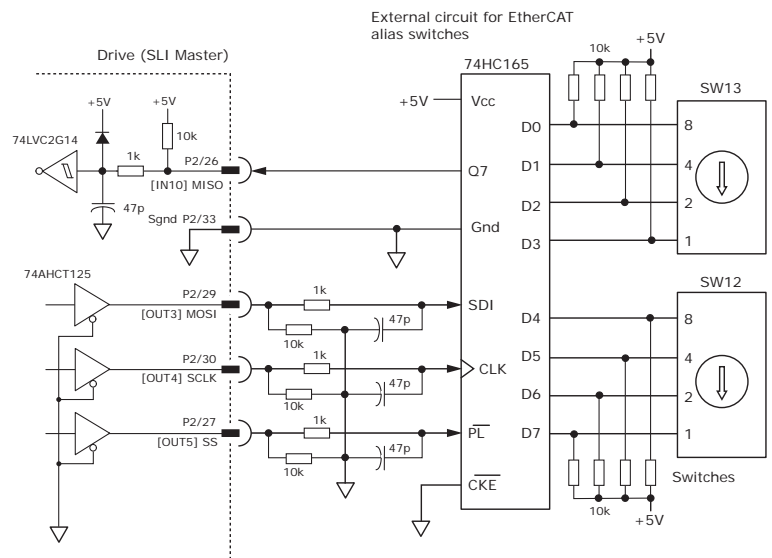 External circuit for EtherCAT
alias switches
Drive (SLI Master)
74HC165
10k
+5V
SW13
+5V
+5V
+5V
Vcc
74LVC2G14
10k
1k
P2/26
[IN10] MISO
47p
Q7
D0
D1
D2
D3
8
4
2
1
Sgnd P2/33
Gnd
SW12
74AHCT125
P2/29
[OUT3] MOSI
1k
10k
47p
SDI
D4
D5
D6
D7
8
4
2
1
P2/30
[OUT4] SCLK
1k
10k
47p
CLK
P2/27
[OUT5] SS
1k
10k
47p
PL
CKE
Switches
10k
+5V